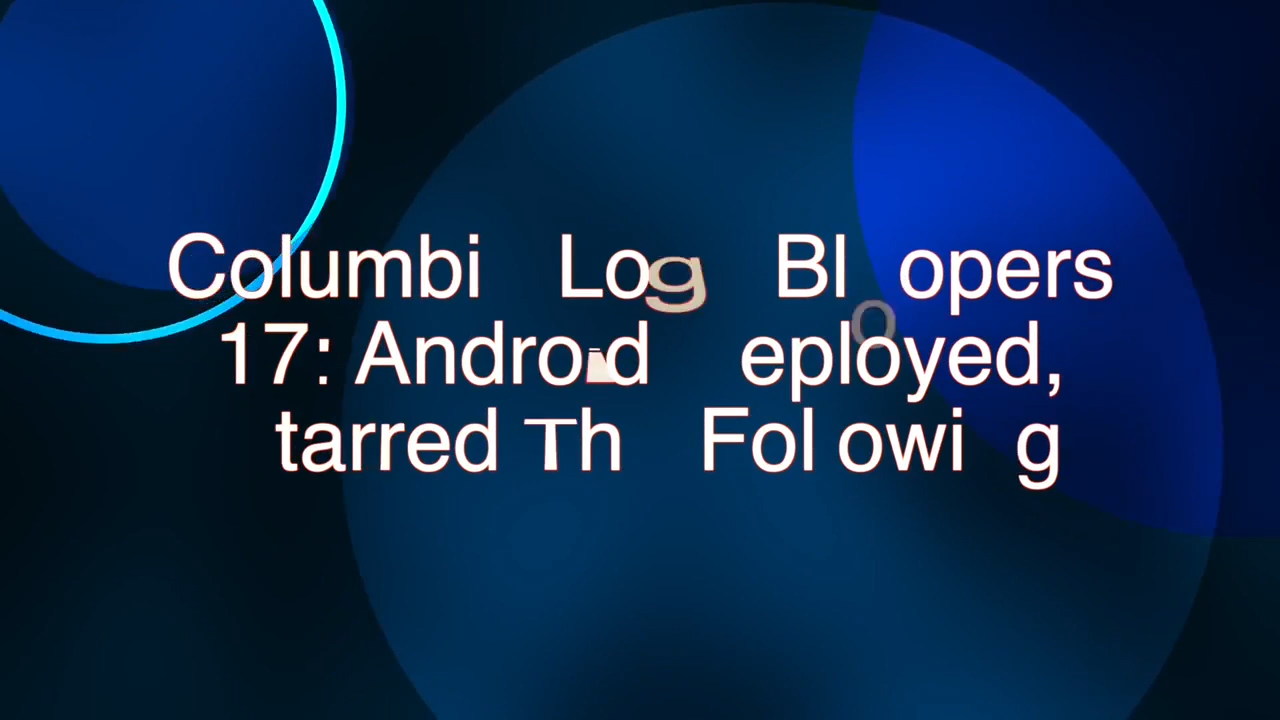 Columbi Log Bl opers
17: Andro d eployed,
tarred Th Fol owi g